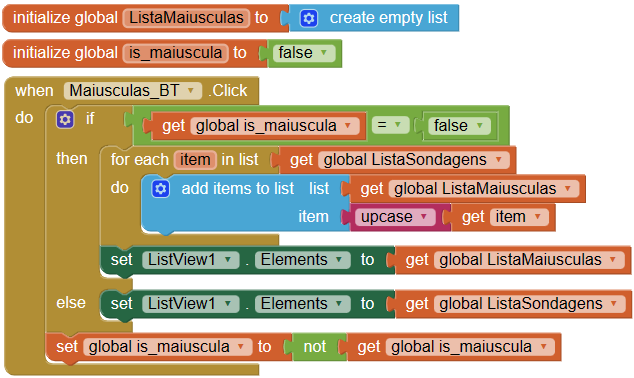 initialize global ListaMaiusculas to create empty list
initialize global is_maiuscula to false
when Maiusculas_BT .Click
do if get global is_maiuscula = false
then for each item in list get global ListaSondagens
do add items to list list get global ListaMaiusculas
item upcase get item
set ListView1 . Elements to get global ListaMaiusculas
else set ListView1 . Elements to get global ListaSondagens
set global is_maiuscula to not get global is_maiuscula